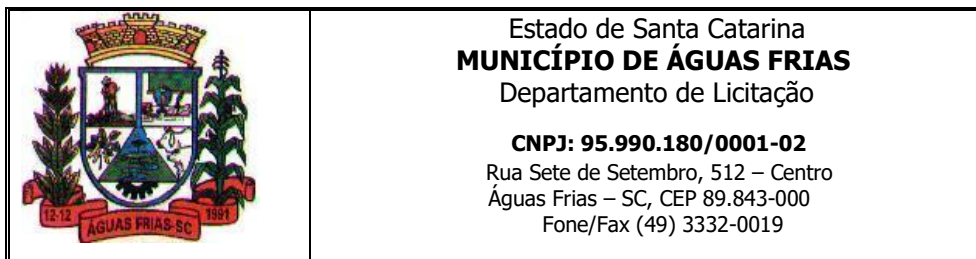 12-12
ÁGUAS FRIAS-SC
1991
Estado de Santa Catarina
MUNICÍPIO DE ÁGUAS FRIAS
Departamento de Licitação
CNPJ: 95.990.180/0001-02
Rua Sete de Setembro, 512 – Centro
Águas Frias – SC, CEP 89.843-000
Fone/Fax (49) 3332-0019